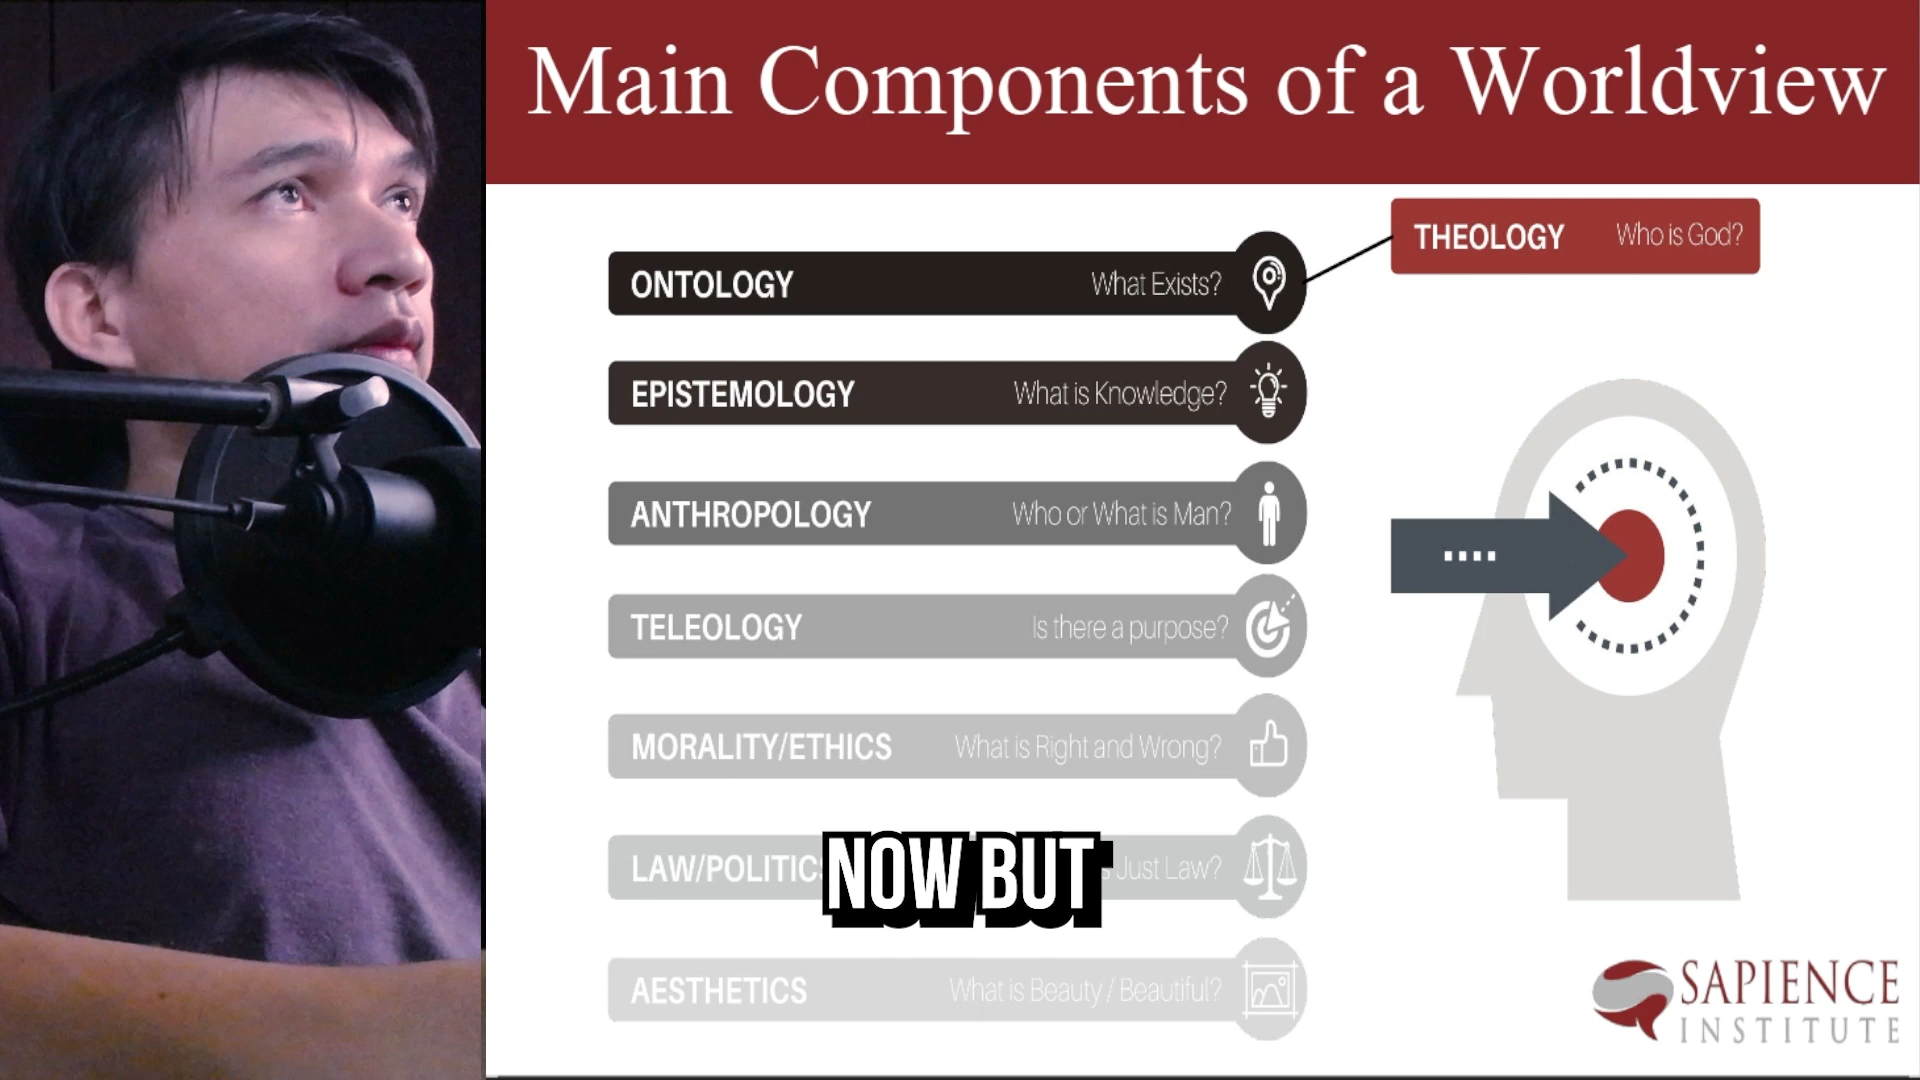 Main Components of a Worldview
THEOLOGY Who is God?
ONTOLOGY What Exists?
EPISTEMOLOGY What is Knowledge?
ANTHROPOLOGY Who or What is Man?
TELEOLOGY Is there a purpose?
MORALITY/ETHICS What is Right and Wrong?
LAW/POLITICS Just Law?
NOW BUT
AESTHETICS What is Beauty / Beautiful?
SAPIENCE
INSTITUTE